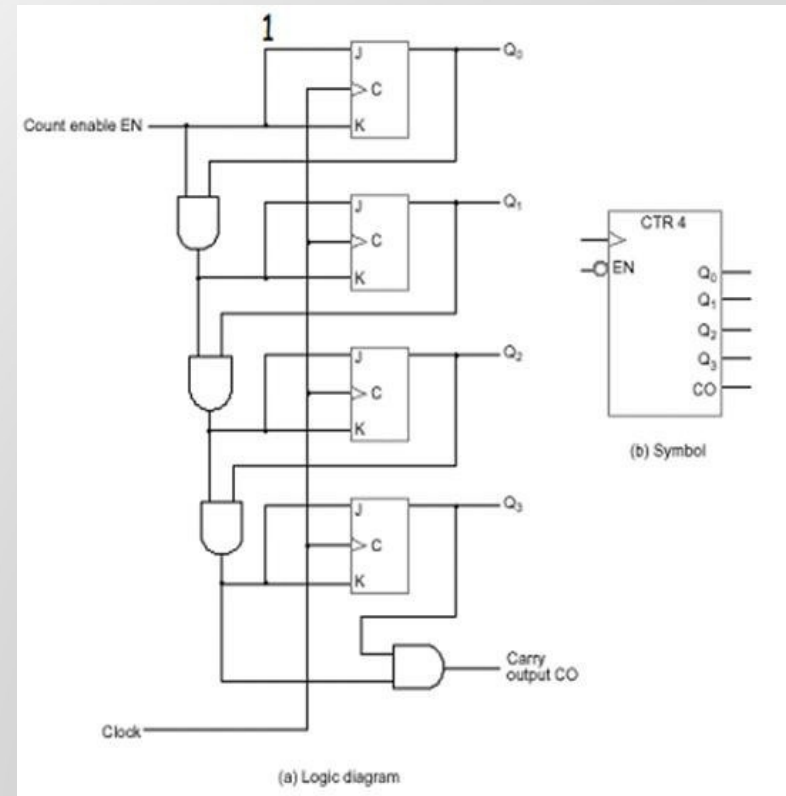 1
J
C
K
Q₀
Count enable EN
J
C
K
Q₁
J
C
K
Q₂
J
C
K
Q₃
Carry
output CO
Clock
(a) Logic diagram
CTR 4
EN
Q₀
Q₁
Q₂
Q₃
CO
(b) Symbol